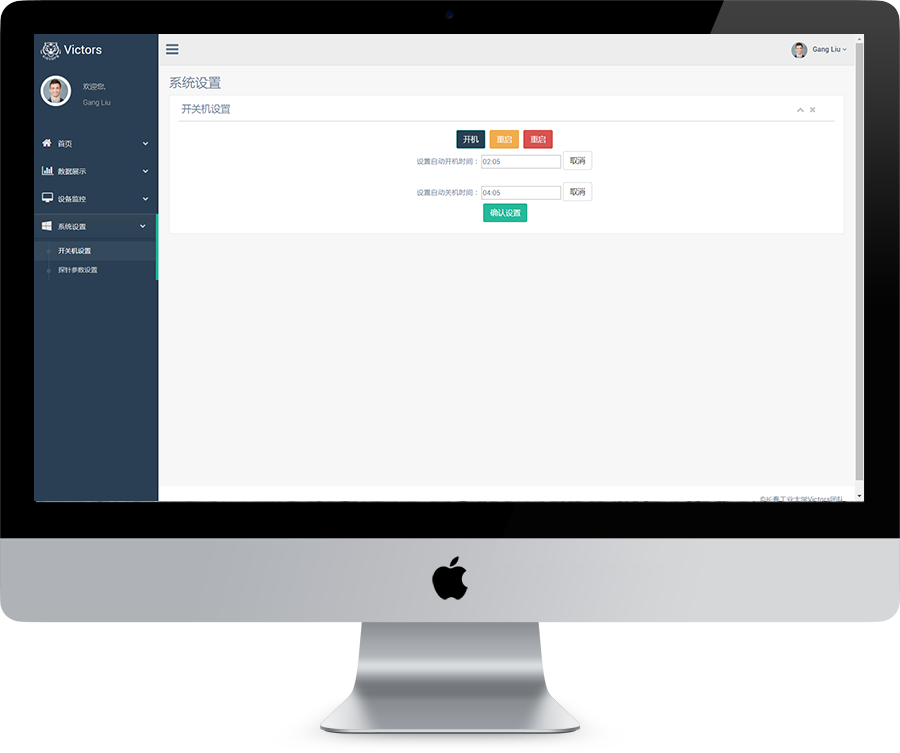 Victors
Gang Liu
欢迎您,
Gang Liu
首页
数据展示
设备监控
系统设置
开关机设置
探针参数设置
系统设置
开关机设置
开机 重启 重启
设置自动开机时间： 02:05 取消
设置自动关机时间： 04:05 取消
确认设置
©长春工业大学Victors团队